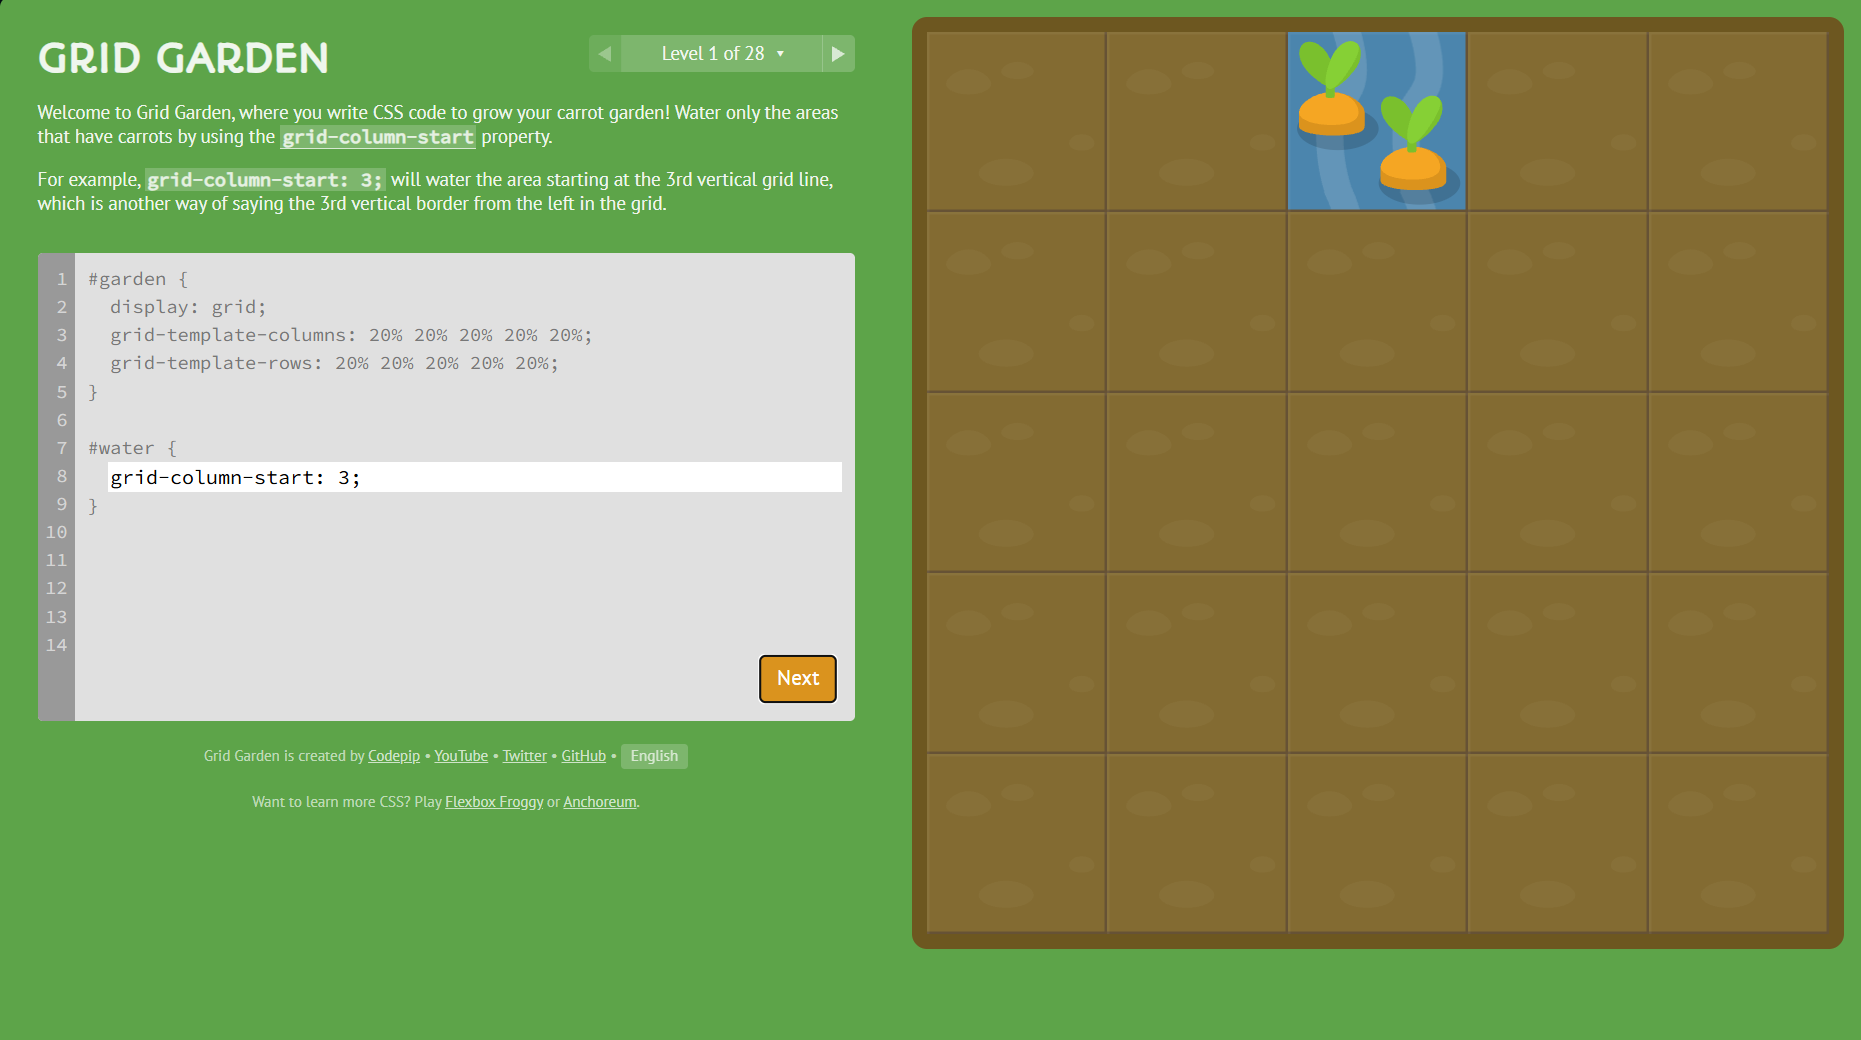 GRID GARDEN
◀ Level 1 of 28 ▼ ▶
Welcome to Grid Garden, where you write CSS code to grow your carrot garden! Water only the areas
that have carrots by using the grid-column-start property.
For example, grid-column-start: 3; will water the area starting at the 3rd vertical grid line,
which is another way of saying the 3rd vertical border from the left in the grid.
1 #garden {
2 display: grid;
3 grid-template-columns: 20% 20% 20% 20% 20%;
4 grid-template-rows: 20% 20% 20% 20% 20%;
5 }
6
7 #water {
8 grid-column-start: 3;
9 }
10
11
12
13
14
Next
Grid Garden is created by Codepip • YouTube • Twitter • GitHub • English
Want to learn more CSS? Play Flexbox Froggy or Anchoreum.